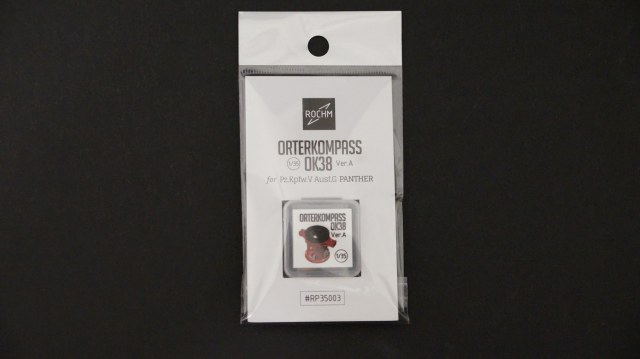 ROCHM
ORTERKOMPASS
1/35 OK38 Ver.A
for Pz.Kpfw.V Ausf.G PANTHER
ORTERKOMPASS
OK38
Ver.A
1/35
#RP35003